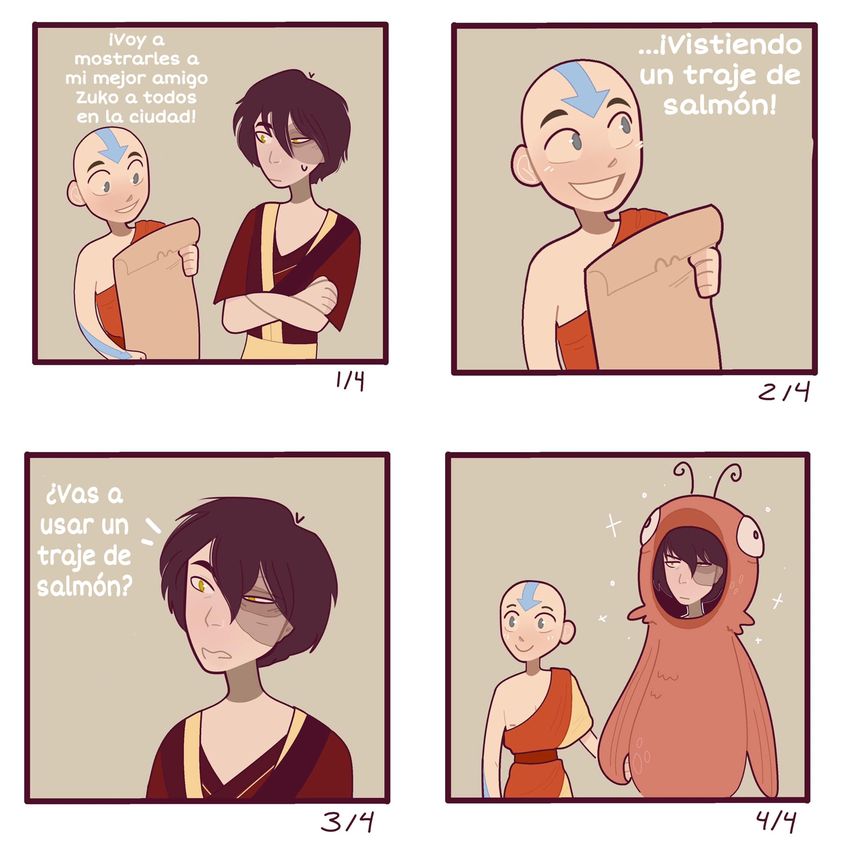 ¡Voy a
mostrarles a
mi mejor amigo
Zuko a todos
en la ciudad!
1/4
...¡Vistiendo
un traje de
salmón!
2/4
¿Vas a
usar un
traje de
salmón?
3/4
4/4